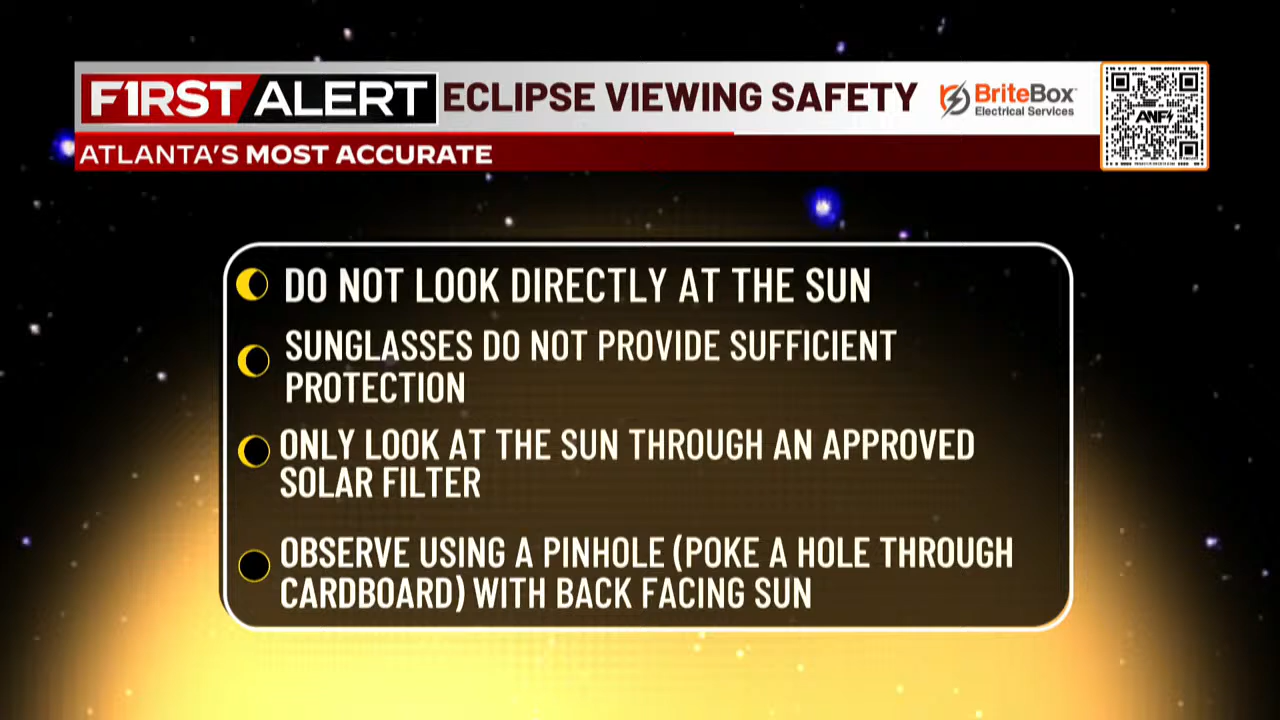 FIRST ALERT ECLIPSE VIEWING SAFETY
BriteBox
Electrical Services
ANF
ATLANTA'S MOST ACCURATE
DO NOT LOOK DIRECTLY AT THE SUN
SUNGLASSES DO NOT PROVIDE SUFFICIENT
PROTECTION
ONLY LOOK AT THE SUN THROUGH AN APPROVED
SOLAR FILTER
OBSERVE USING A PINHOLE (POKE A HOLE THROUGH
CARDBOARD) WITH BACK FACING SUN